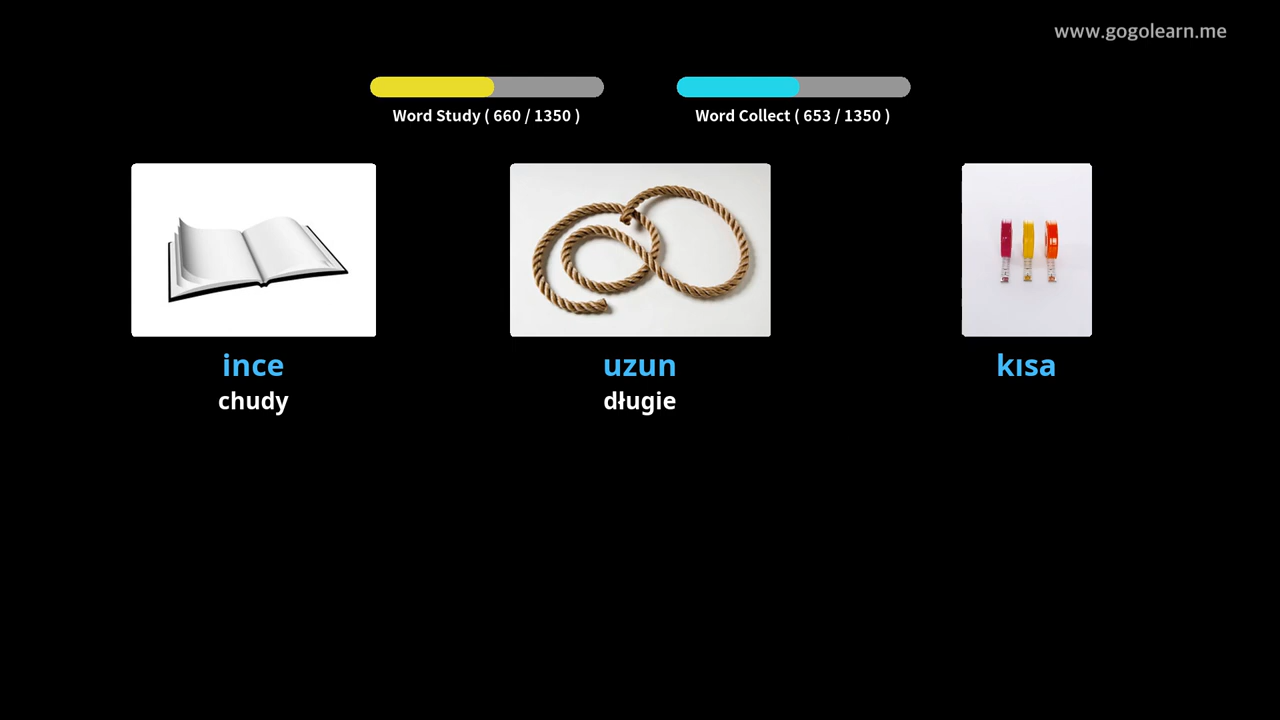 www.gogolearn.me
Word Study ( 660 / 1350 )
Word Collect ( 653 / 1350 )
ince
uzun
kısa
chudy
długie